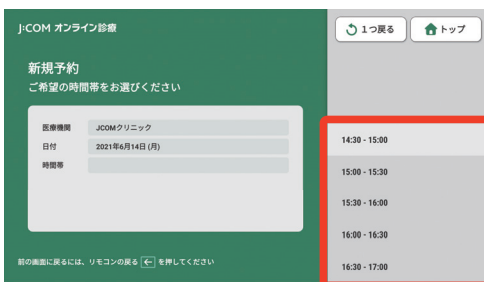 J:COM オンライン診療
1つ戻る
トップ
新規予約
ご希望の時間帯をお選びください
医療機関 JCOMクリニック
日付 2021年6月14日(月)
時間帯
14:30 - 15:00
15:00 - 15:30
15:30 - 16:00
16:00 - 16:30
16:30 - 17:00
前の画面に戻るには、リモコンの戻る ← を押してください